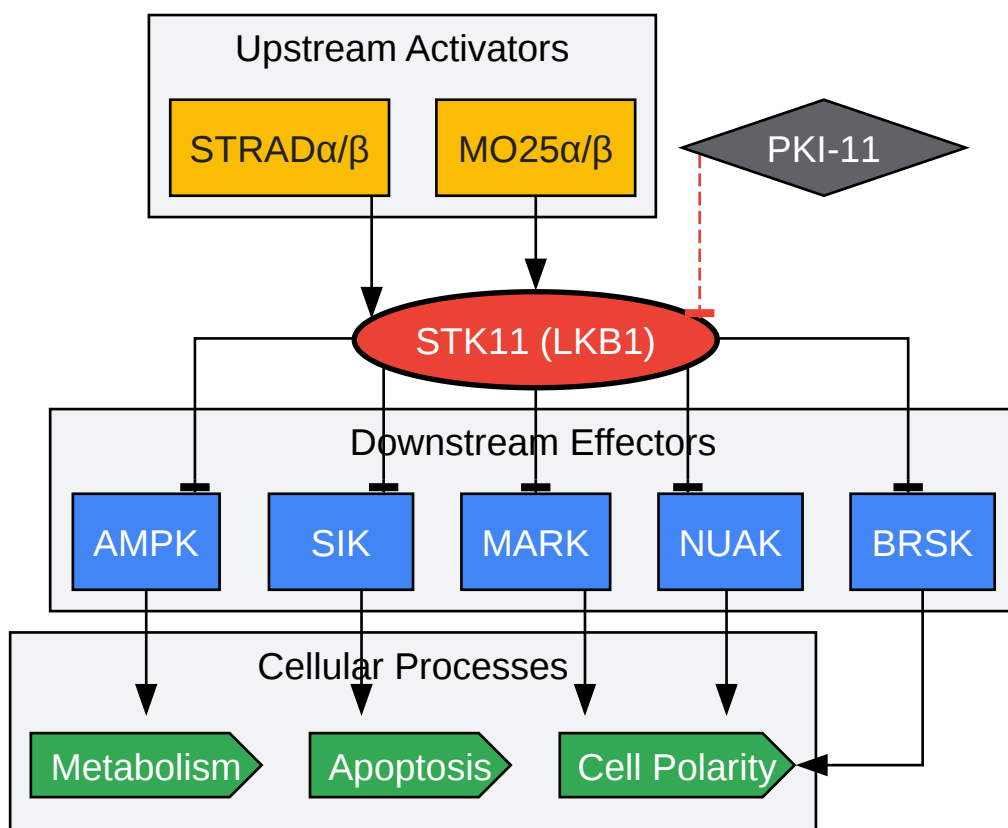 Upstream Activators
STRADα/β
MO25α/β
PKI-11
STK11 (LKB1)
Downstream Effectors
AMPK
SIK
MARK
NUAK
BRSK
Cellular Processes
Metabolism
Apoptosis
Cell Polarity